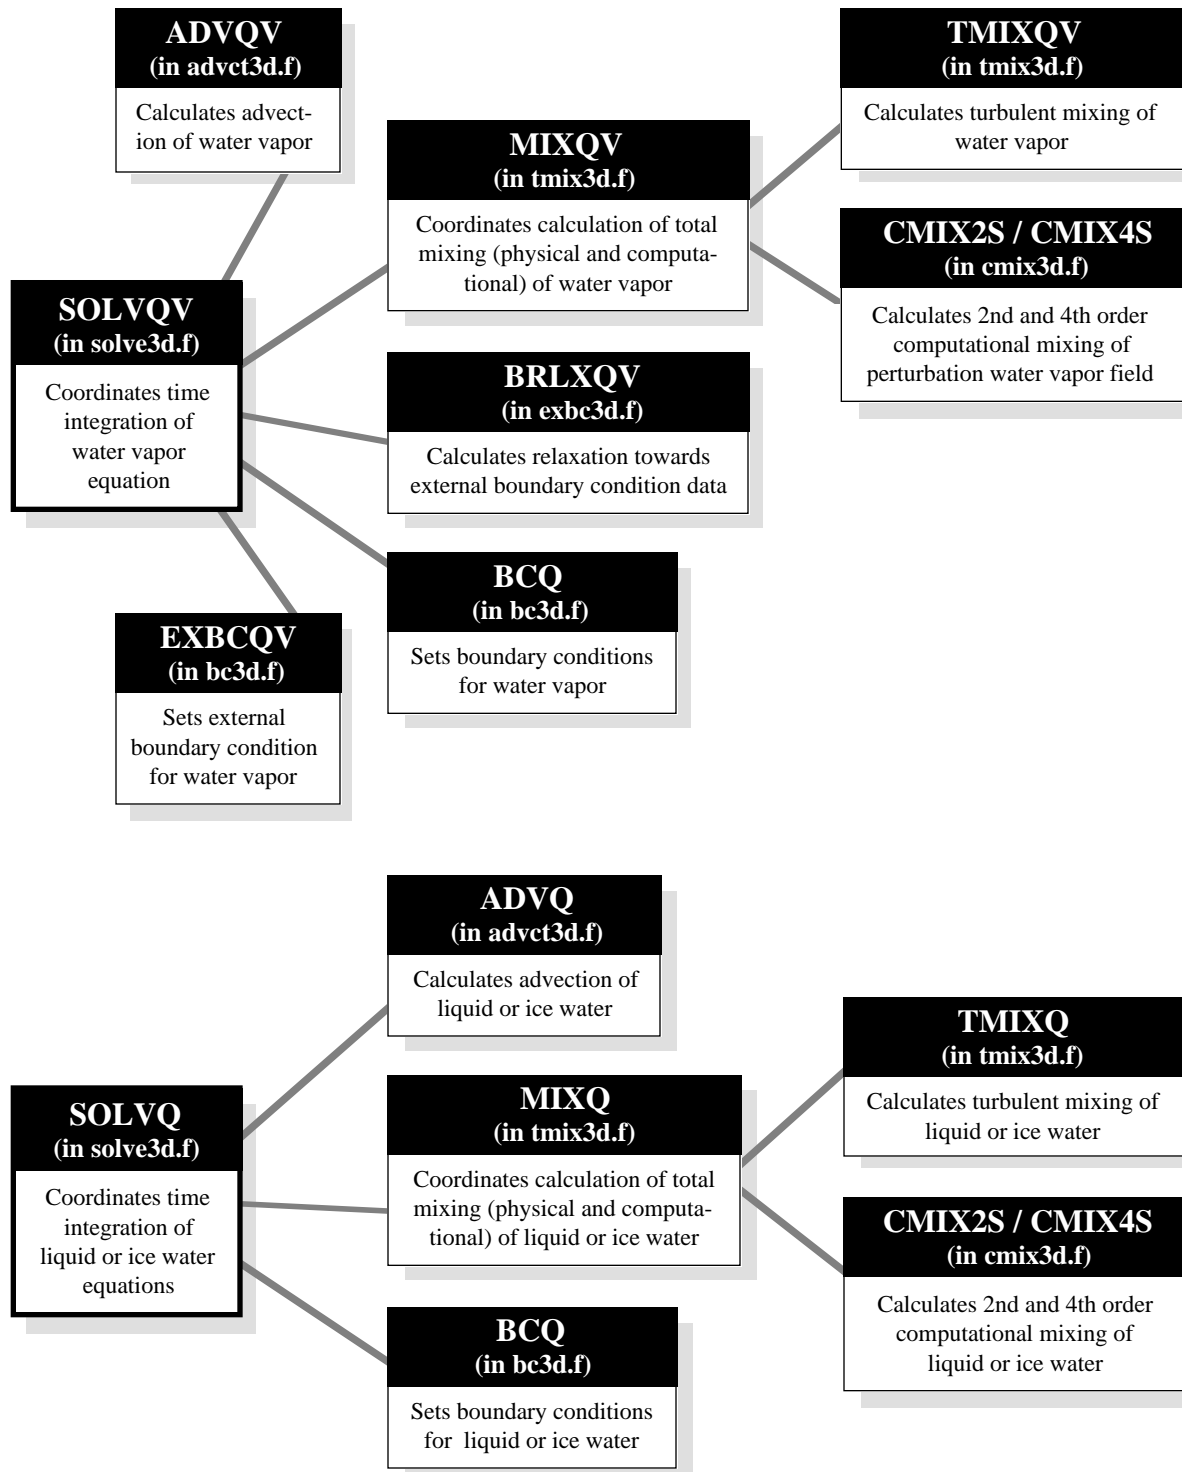 ADVQV
(in advct3d.f)
Calculates advect-
ion of water vapor
TMIXQV
(in tmix3d.f)
Calculates turbulent mixing of
water vapor
MIXQV
(in tmix3d.f)
Coordinates calculation of total
mixing (physical and computa-
tional) of water vapor
CMIX2S / CMIX4S
(in cmix3d.f)
Calculates 2nd and 4th order
computational mixing of
perturbation water vapor field
SOLVQV
(in solve3d.f)
Coordinates time
integration of
water vapor
equation
BRLXQV
(in exbc3d.f)
Calculates relaxation towards
external boundary condition data
BCQ
(in bc3d.f)
Sets boundary conditions
for water vapor
EXBCQV
(in bc3d.f)
Sets external
boundary condition
for water vapor
ADVQ
(in advct3d.f)
Calculates advection of
liquid or ice water
TMIXQ
(in tmix3d.f)
Calculates turbulent mixing of
liquid or ice water
SOLVQ
(in solve3d.f)
Coordinates time
integration of
liquid or ice water
equations
MIXQ
(in tmix3d.f)
Coordinates calculation of total
mixing (physical and computa-
tional) of liquid or ice water
CMIX2S / CMIX4S
(in cmix3d.f)
Calculates 2nd and 4th order
computational mixing of
liquid or ice water
BCQ
(in bc3d.f)
Sets boundary conditions
for liquid or ice water